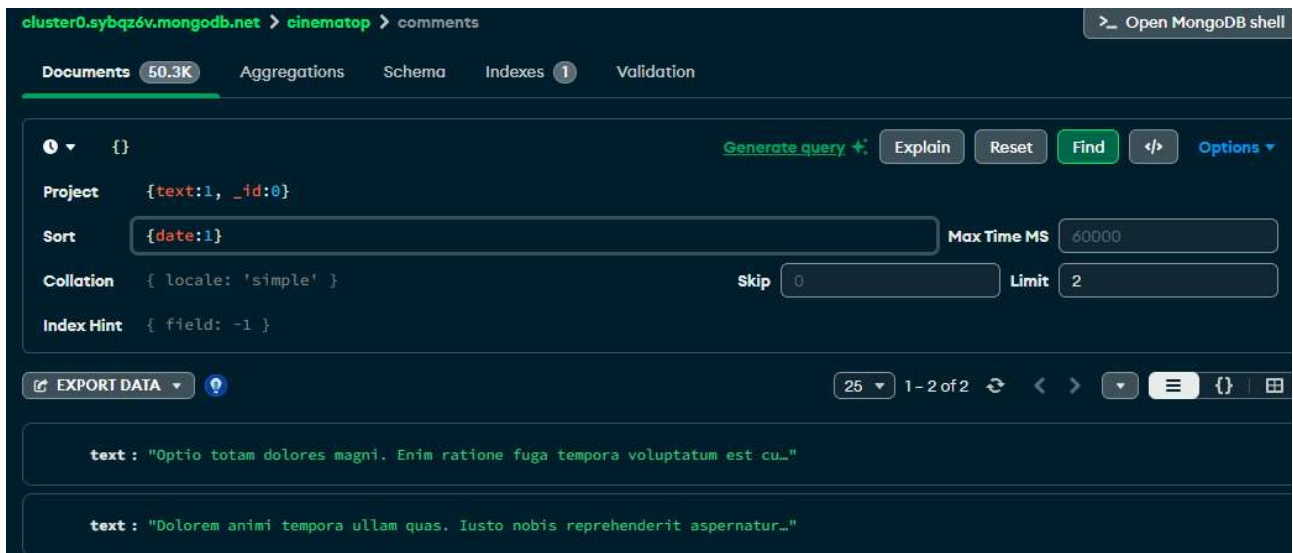 cluster0.sybqz6v.mongodb.net > cinematop > comments
>_ Open MongoDB shell
Documents 50.3K Aggregations Schema Indexes 1 Validation
{} Generate query Explain Reset Find </> Options
Project {text:1, _id:0}
Sort {date:1} Max Time MS 60000
Collation { locale: 'simple' } Skip 0 Limit 2
Index Hint { field: -1 }
EXPORT DATA 25 1 – 2 of 2 {}
text : "Optio totam dolores magni. Enim ratione fuga tempora voluptatum est cu…"
text : "Dolorem animi tempora ullam quas. Iusto nobis reprehenderit aspernatur…"